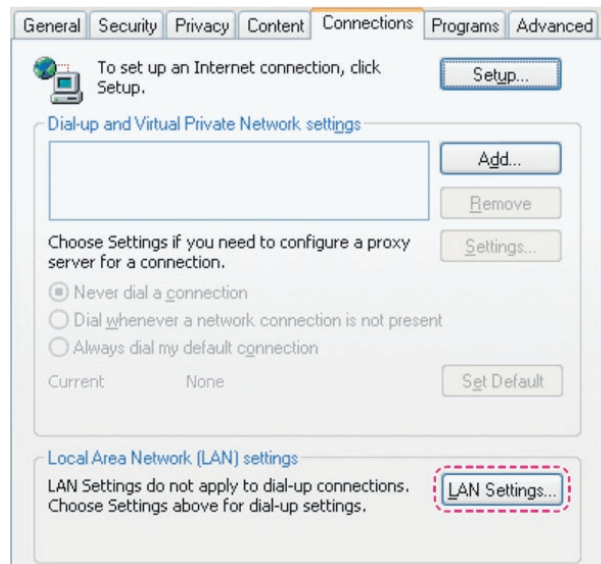 General Security Privacy Content Connections Programs Advanced
To set up an Internet connection, click
Setup.
Setup...
Dial-up and Virtual Private Network settings
Add...
Remove
Choose Settings if you need to configure a proxy
server for a connection.
Settings...
Never dial a connection
Dial whenever a network connection is not present
Always dial my default connection
Current None
Set Default
Local Area Network (LAN) settings
LAN Settings do not apply to dial-up connections.
Choose Settings above for dial-up settings.
LAN Settings...